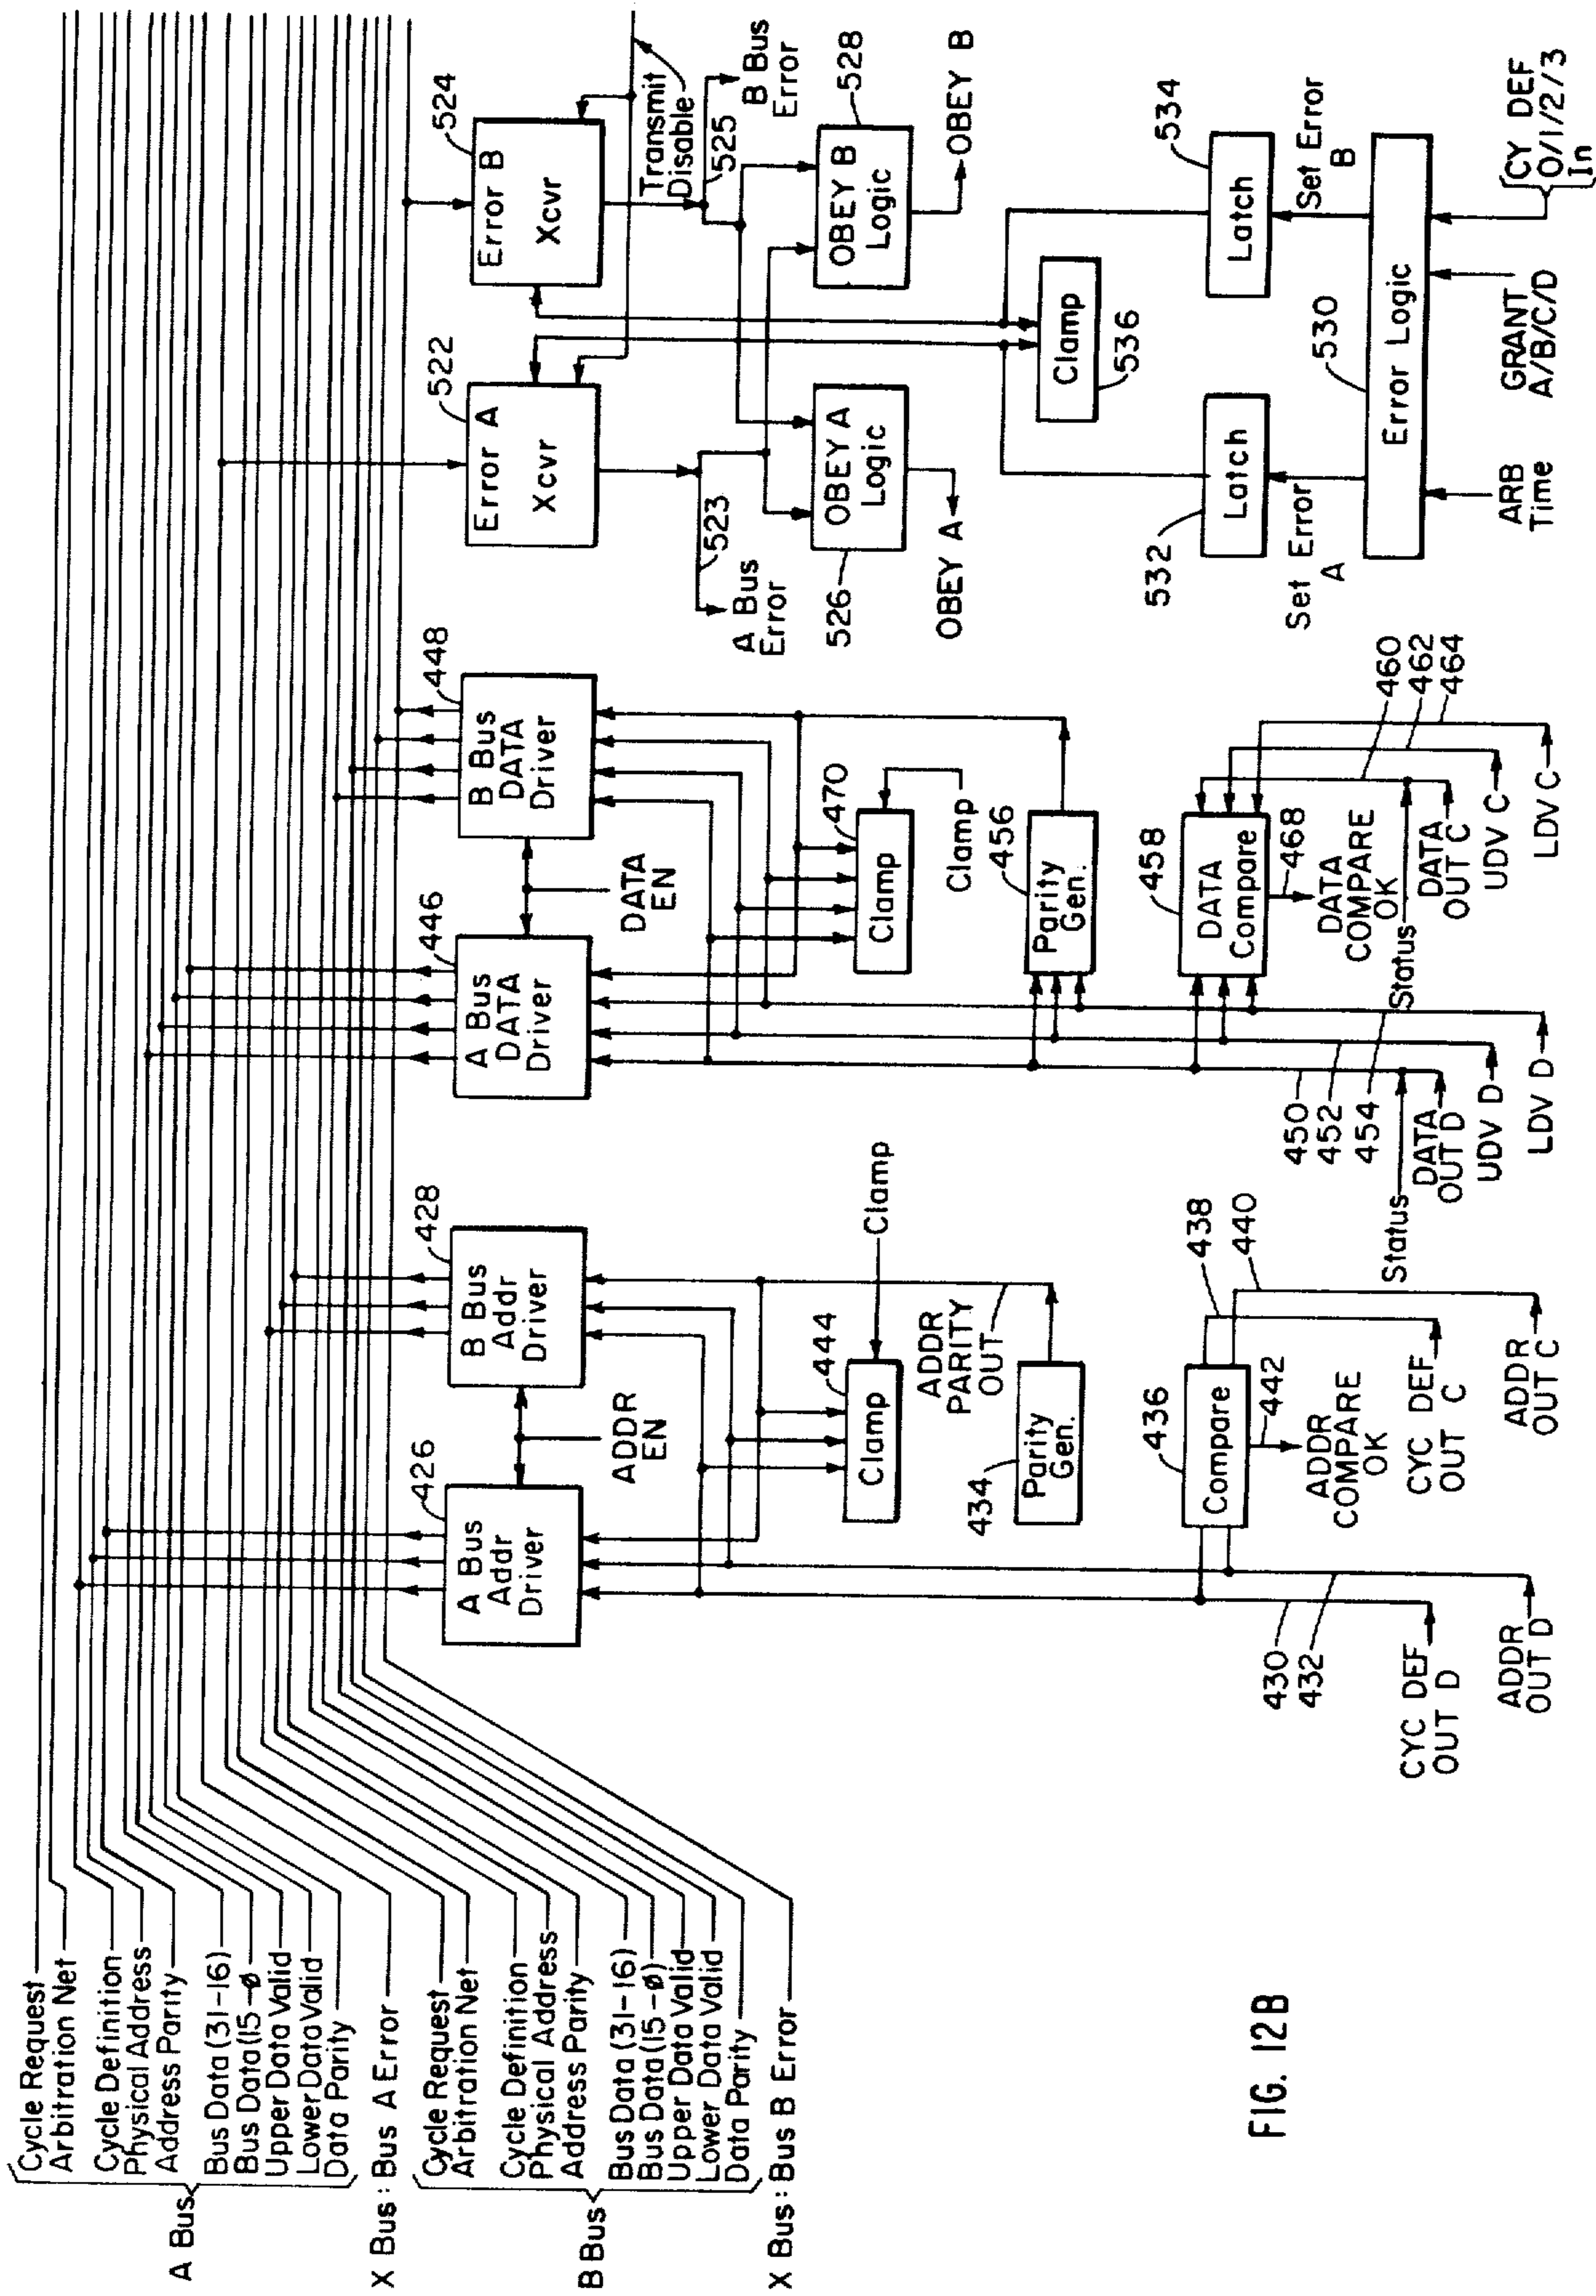 Cycle Request
Arbitration Net
Cycle Definition
Physical Address
Address Parity
Bus Data (31-16)
Bus Data (15-ø
Upper Data Valid
Lower Data Valid
Data Parity
A Bus
X Bus: Bus A Error
Cycle Request
Arbitration Net
Cycle Definition
Physical Address
Address Parity
Bus Data (31-16)
Bus Data (15-ø)
Upper Data Valid
Lower Data Valid
Data Parity
B Bus
X Bus: Bus B Error
426
A Bus
Addr
Driver
428
B Bus
Addr
Driver
ADDR
EN
Clamp
444
Clamp
ADDR
PARITY
OUT
434
Parity
Gen.
436
Compare
438
440
442
ADDR
COMPARE
OK
CYC DEF
OUT C
ADDR
OUT C
430
432
CYC DEF
OUT D
ADDR
OUT D
446
A Bus
DATA
Driver
448
B Bus
DATA
Driver
DATA
EN
470
Clamp
Clamp
456
Parity
Gen.
458
DATA
Compare
460
462
464
468
DATA
COMPARE
OK
Status
DATA
OUT C
UDV C
LDV C
450
452
454
Status
DATA
OUT D
UDV D
LDV D
522
Error A
Xcvr
524
Error B
Xcvr
Transmit
Disable
523
A Bus
Error
525
B Bus
Error
526
OBEY A
Logic
OBEY A
528
OBEY B
Logic
OBEY B
Clamp
536
532
Latch
534
Latch
Set Error
A
Set Error
B
530
Error Logic
ARB
Time
GRANT
A/B/C/D
CY DEF
0/1/2/3
In
FIG. 12B